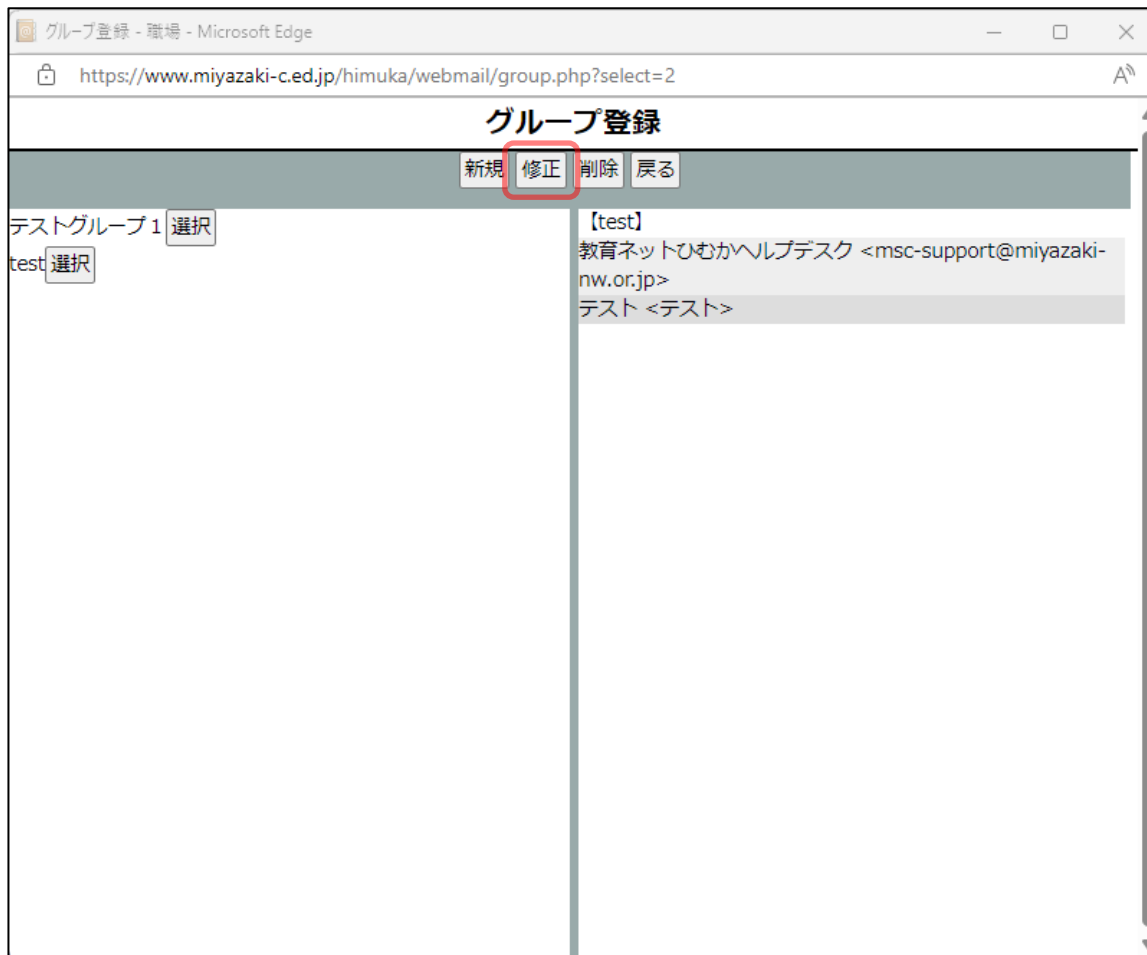 グループ登録 - 職場 - Microsoft Edge
https://www.miyazaki-c.ed.jp/himuka/webmail/group.php?select=2
グループ登録
新規 修正 削除 戻る
テストグループ１ 選択
test 選択
【test】
教育ネットひむかヘルプデスク <msc-support@miyazaki-
nw.or.jp>
テスト <テスト>